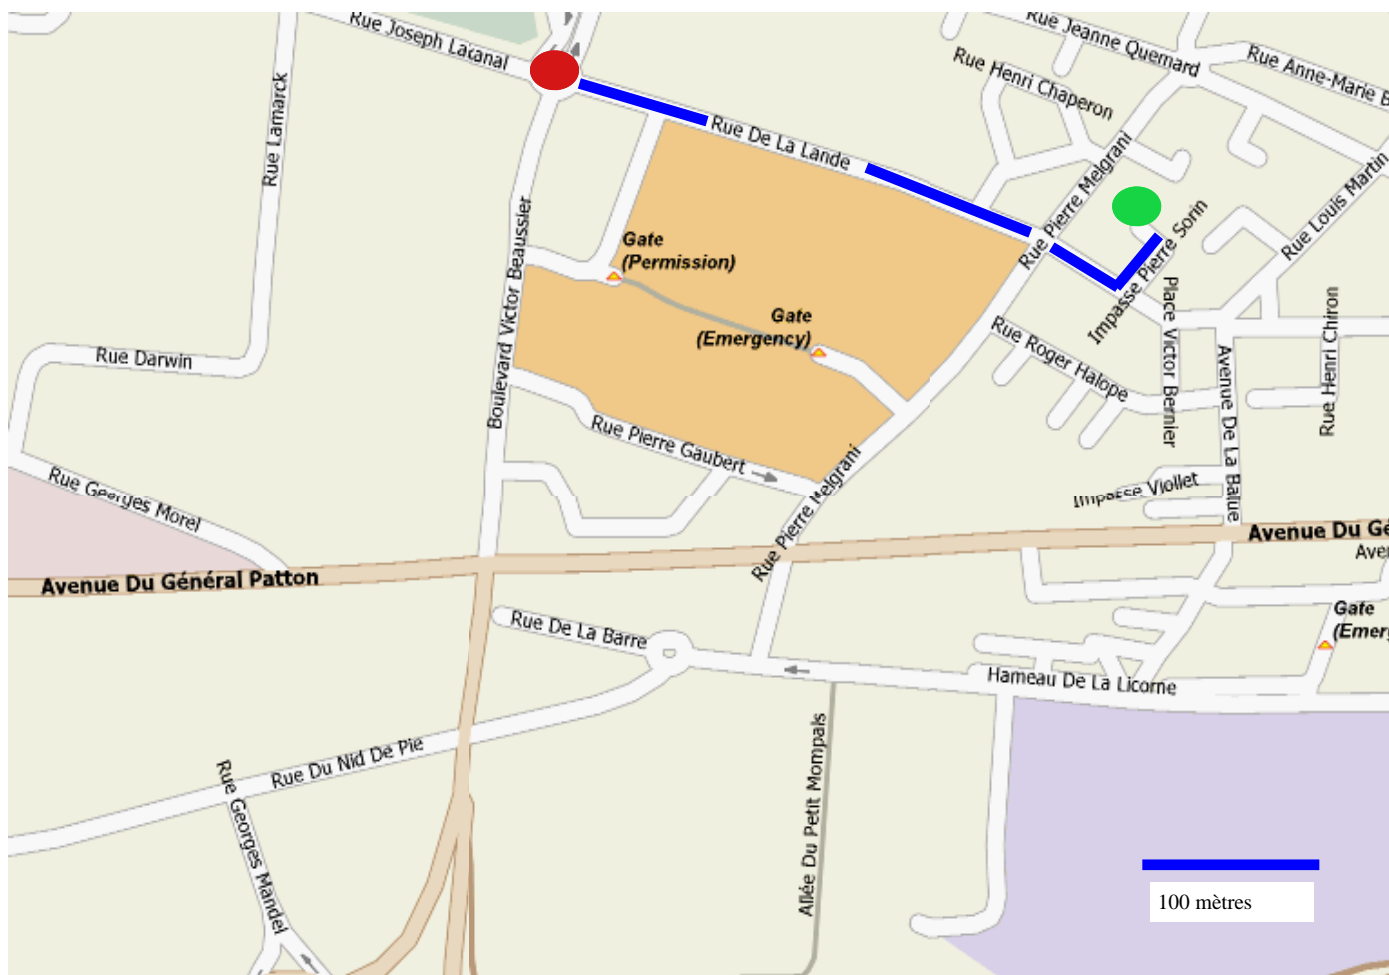 Rue Joseph Lakanal
Rue Jeanne Quemard
Rue Anne-Marie B
Rue Henri Chaperon
Rue Lamarck
Rue De La Lande
Rue Pierre Melgrani
Rue Louis Martin
Impasse Pierre Sorin
Gate
(Permission)
Boulevard Victor Beaussier
Gate
(Emergency)
Place Victor Bernier
Rue Roger Halope
Rue Henri Chiron
Rue Darwin
Avenue De La Balue
Rue Pierre Gaubert
Rue Georges Morel
Rue Pierre Melgrani
Impasse Viollet
Avenue Du Gé
Aver
Avenue Du Général Patton
Rue De La Barre
Gate
(Emerg
Hameau De La Licorne
Rue Du Nid De Pie
Rue Georges Mandel
Allée Du Petit Mompais
100 mètres